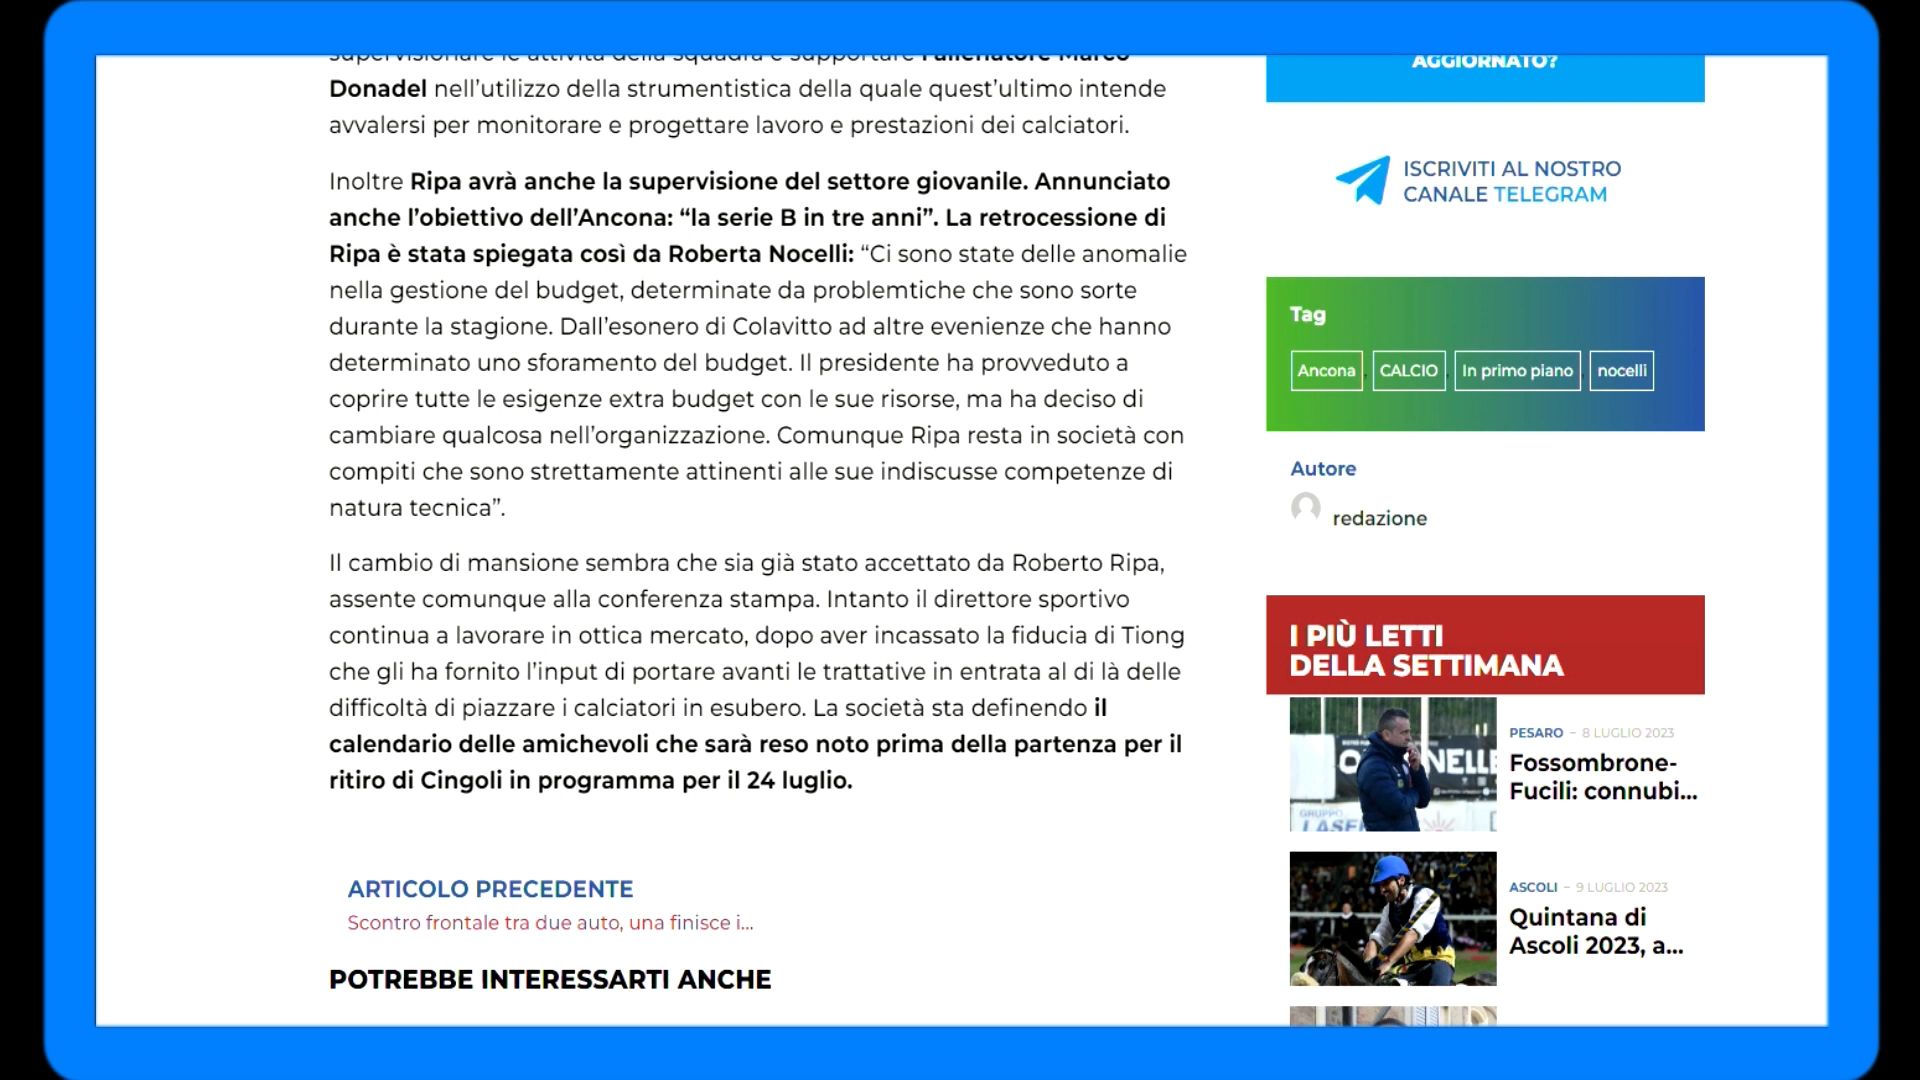 supervisionare le attività della squadra e supportare l'allenatore Marco
Donadel nell'utilizzo della strumentistica della quale quest'ultimo intende
avvalersi per monitorare e progettare lavoro e prestazioni dei calciatori.
Inoltre Ripa avrà anche la supervisione del settore giovanile. Annunciato
anche l'obiettivo dell'Ancona: “la serie B in tre anni”. La retrocessione di
Ripa è stata spiegata così da Roberta Nocelli: “Ci sono state delle anomalie
nella gestione del budget, determinate da problemtiche che sono sorte
durante la stagione. Dall'esonero di Colavitto ad altre evenienze che hanno
determinato uno sforamento del budget. Il presidente ha provveduto a
coprire tutte le esigenze extra budget con le sue risorse, ma ha deciso di
cambiare qualcosa nell'organizzazione. Comunque Ripa resta in società con
compiti che sono strettamente attinenti alle sue indiscusse competenze di
natura tecnica”.
Il cambio di mansione sembra che sia già stato accettato da Roberto Ripa,
assente comunque alla conferenza stampa. Intanto il direttore sportivo
continua a lavorare in ottica mercato, dopo aver incassato la fiducia di Tiong
che gli ha fornito l'input di portare avanti le trattative in entrata al di là delle
difficoltà di piazzare i calciatori in esubero. La società sta definendo il
calendario delle amichevoli che sarà reso noto prima della partenza per il
ritiro di Cingoli in programma per il 24 luglio.
ARTICOLO PRECEDENTE
Scontro frontale tra due auto, una finisce i...
POTREBBE INTERESSARTI ANCHE
AGGIORNATO?
ISCRIVITI AL NOSTRO
CANALE TELEGRAM
Tag
Ancona, CALCIO, In primo piano, nocelli
Autore
redazione
I PIÙ LETTI
DELLA SETTIMANA
PESARO – 8 LUGLIO 2023
Fossombrone-
Fucili: connubi...
ASCOLI – 9 LUGLIO 2023
Quintana di
Ascoli 2023, a...